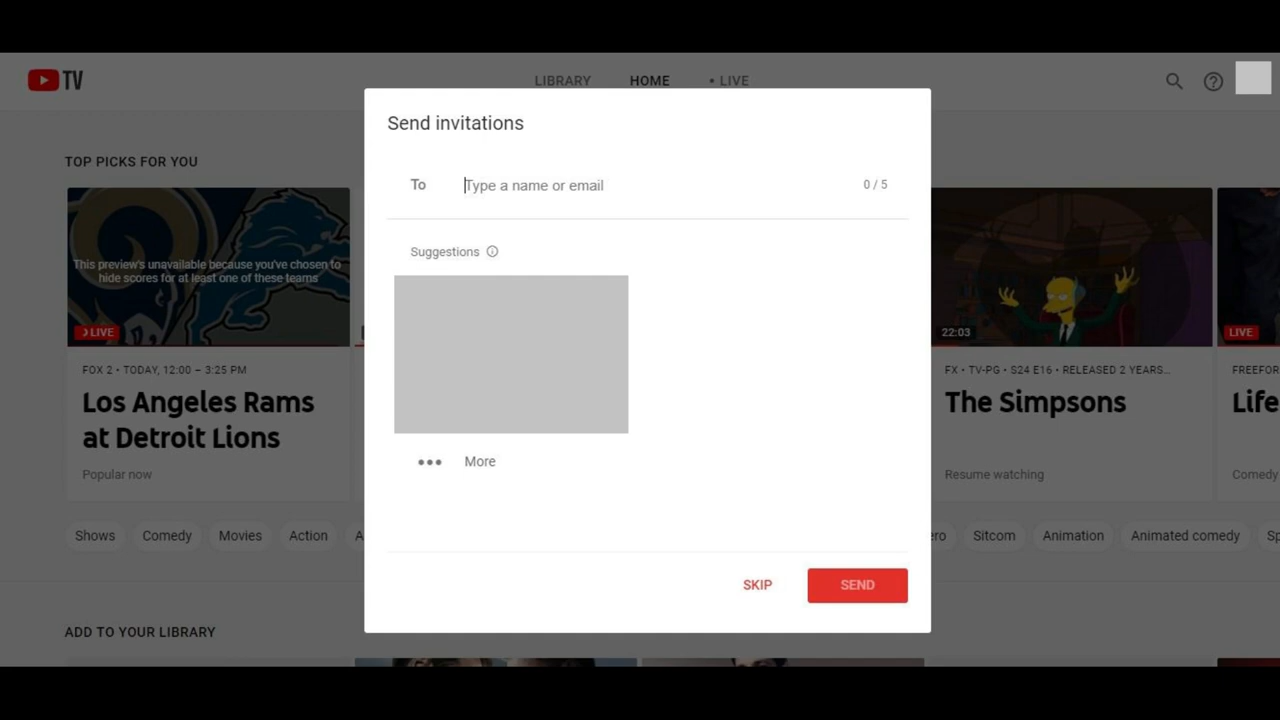 TV
LIBRARY
HOME
• LIVE
Send invitations
To
Type a name or email
0 / 5
Suggestions
More
SKIP
SEND
TOP PICKS FOR YOU
This preview's unavailable because you've chosen to
hide scores for at least one of these teams
LIVE
FOX 2 • TODAY, 12:00 – 3:25 PM
Los Angeles Rams
at Detroit Lions
Popular now
22:03
FX • TV-PG • S24 E16 • RELEASED 2 YEARS...
The Simpsons
Resume watching
LIVE
FREEFOR
Life
Comedy
Shows
Comedy
Movies
Action
A
ero
Sitcom
Animation
Animated comedy
Sp
ADD TO YOUR LIBRARY